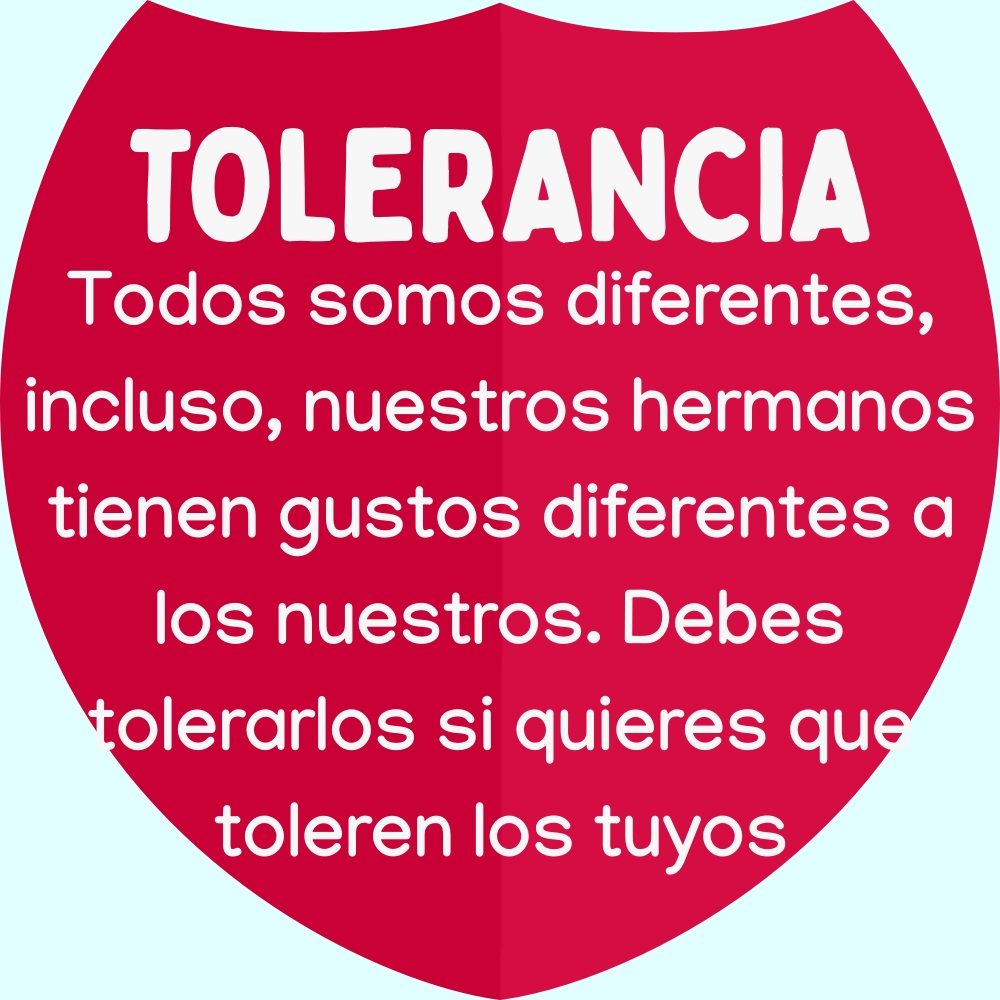 TOLERANCIA
Todos somos diferentes,
incluso, nuestros hermanos
tienen gustos diferentes a
los nuestros. Debes
tolerarlos si quieres que
toleren los tuyos